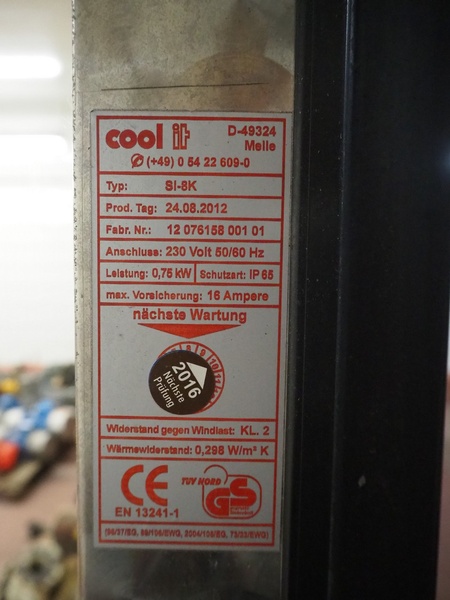 cool it
D-49324
Melle
(+49) 0 54 22 609-0
Typ: SI-8K
Prod. Tag: 24.08.2012
Fabr. Nr.: 12 076158 001 01
Anschluss: 230 Volt 50/60 Hz
Leistung: 0,75 kW Schutzart: IP 65
max. Vorsicherung: 16 Ampere
nächste Wartung
2016
Nächste
Prüfung
Widerstand gegen Windlast: KL. 2
Wärmewiderstand: 0,298 W/m² K
CE
TUV NORD
GS
EN 13241-1